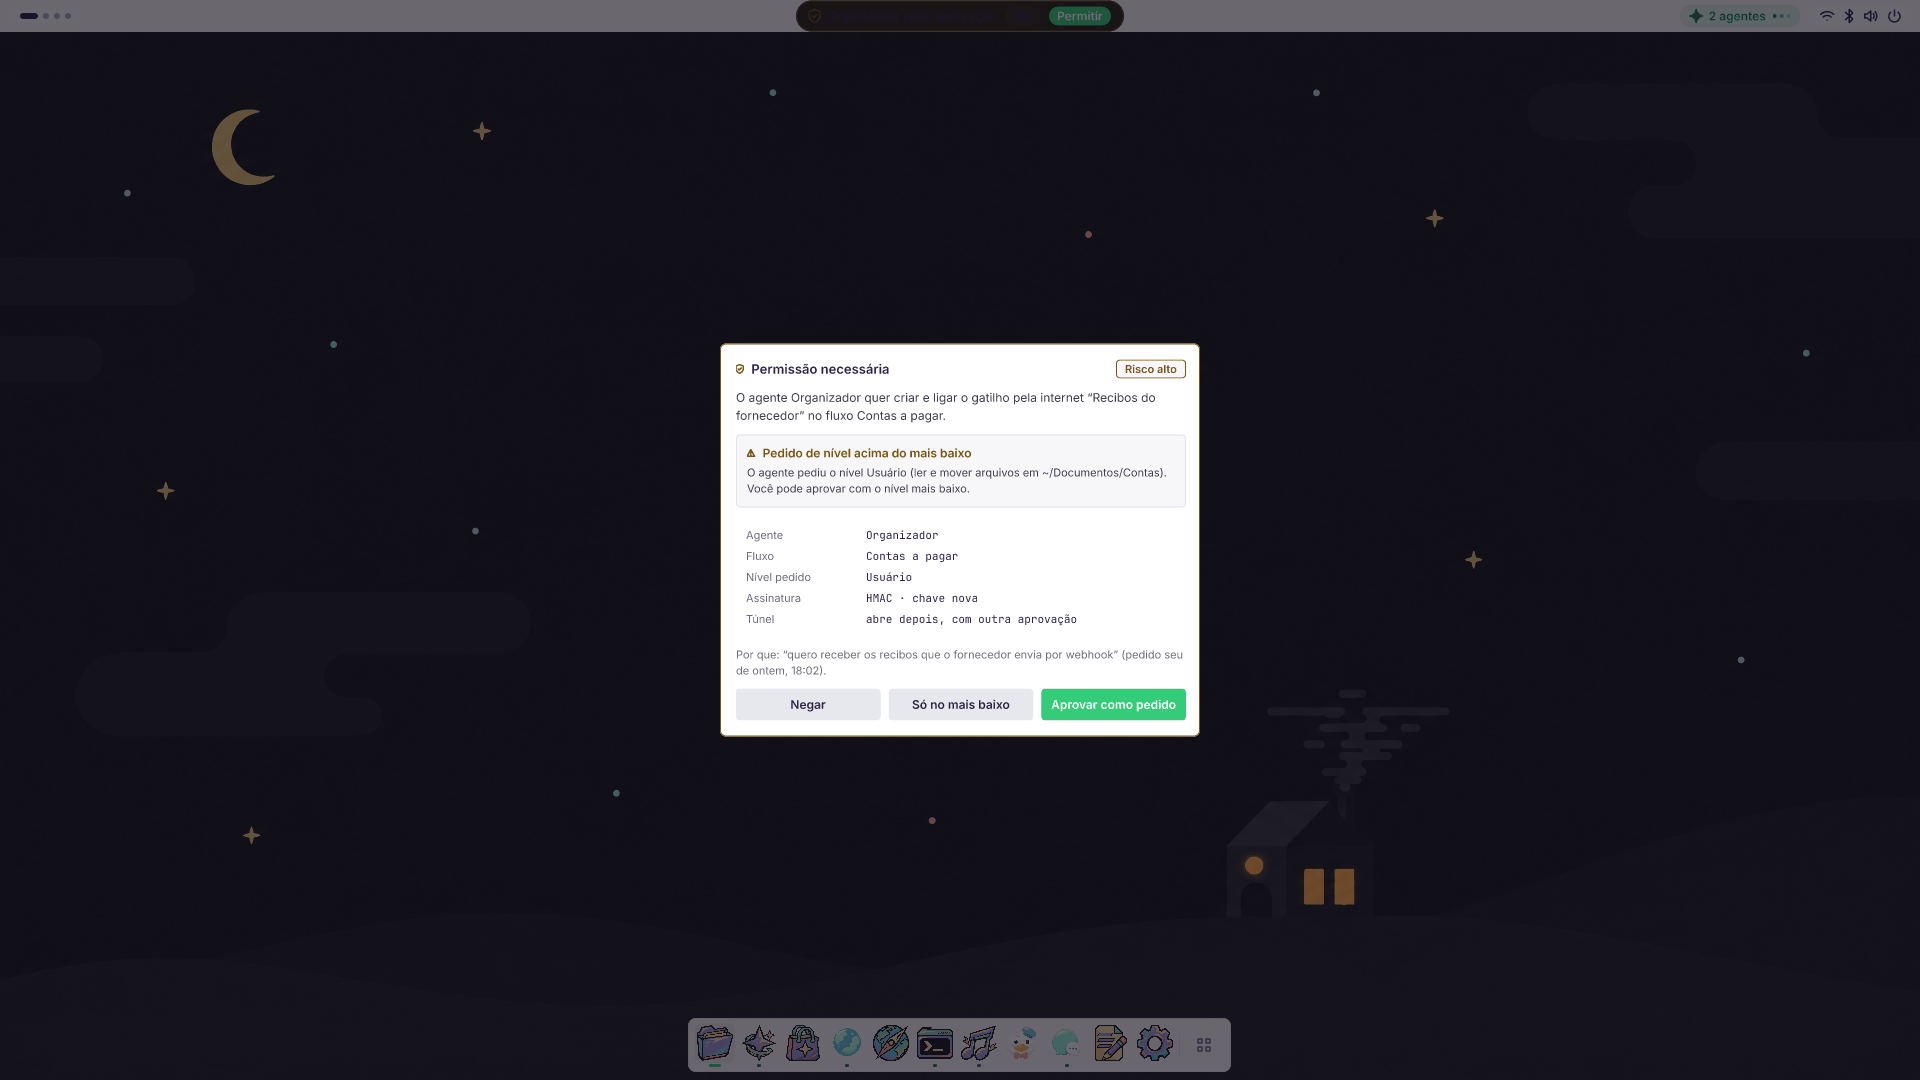 Permitir
2 agentes
Permissão necessária
Risco alto
O agente Organizador quer criar e ligar o gatilho pela internet “Recibos do
fornecedor” no fluxo Contas a pagar.
Pedido de nível acima do mais baixo
O agente pediu o nível Usuário (ler e mover arquivos em ~/Documentos/Contas).
Você pode aprovar com o nível mais baixo.
Agente Organizador
Fluxo Contas a pagar
Nível pedido Usuário
Assinatura HMAC · chave nova
Túnel abre depois, com outra aprovação
Por que: “quero receber os recibos que o fornecedor envia por webhook” (pedido seu
de ontem, 18:02).
Negar
Só no mais baixo
Aprovar como pedido